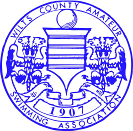 WILTS COUNTY AMATEUR
1907
SWIMMING ASSOCIATION